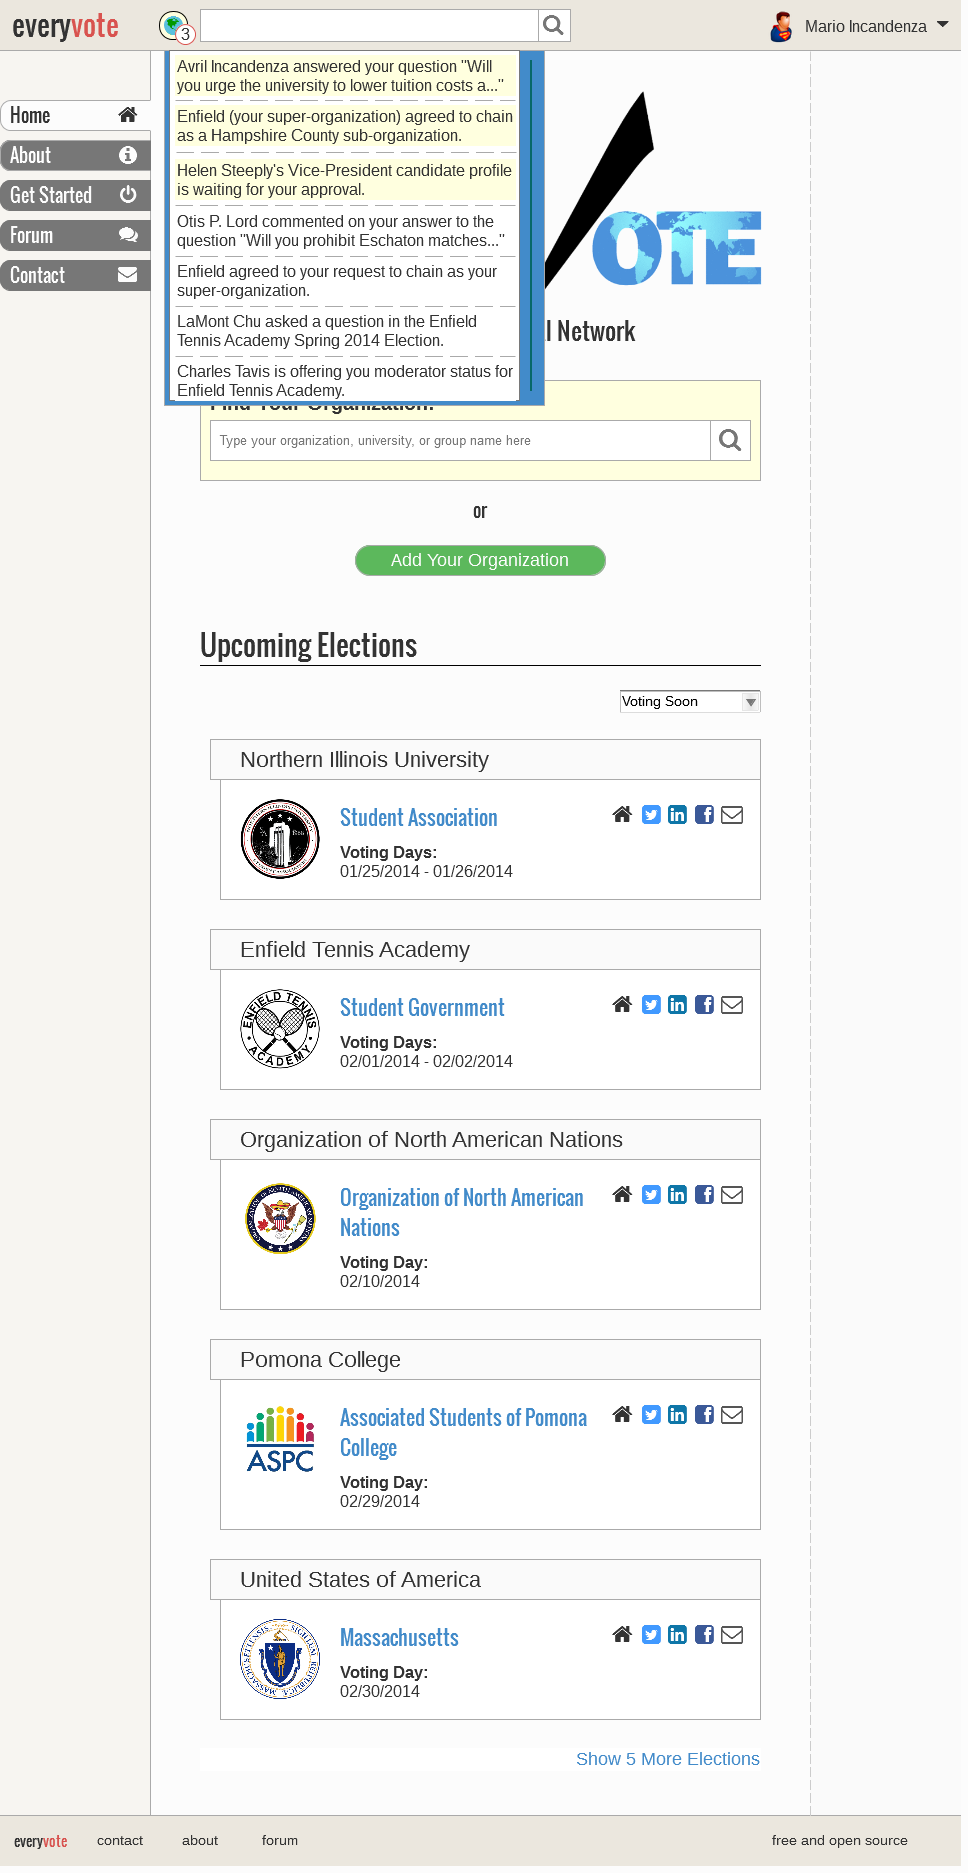 everyvote
3
Mario Incandenza
Avril Incandenza answered your question "Will
you urge the university to lower tuition costs a..."
Enfield (your super-organization) agreed to chain
as a Hampshire County sub-organization.
Helen Steeply's Vice-President candidate profile
is waiting for your approval.
Otis P. Lord commented on your answer to the
question "Will you prohibit Eschaton matches..."
Enfield agreed to your request to chain as your
super-organization.
LaMont Chu asked a question in the Enfield
Tennis Academy Spring 2014 Election.
Charles Tavis is offering you moderator status for
Enfield Tennis Academy.
Home
About
Get Started
Forum
Contact
VOTE
l Network
Find Your Organization:
Type your organization, university, or group name here
or
Add Your Organization
Upcoming Elections
Voting Soon
Northern Illinois University
Student Association
Voting Days:
01/25/2014 - 01/26/2014
Enfield Tennis Academy
ENFIELD TENNIS
ACADEMY
Student Government
Voting Days:
02/01/2014 - 02/02/2014
Organization of North American Nations
Organization of North American
Nations
Voting Day:
02/10/2014
Pomona College
ASPC
Associated Students of Pomona
College
Voting Day:
02/29/2014
United States of America
Massachusetts
Voting Day:
02/30/2014
Show 5 More Elections
everyvote
contact
about
forum
free and open source